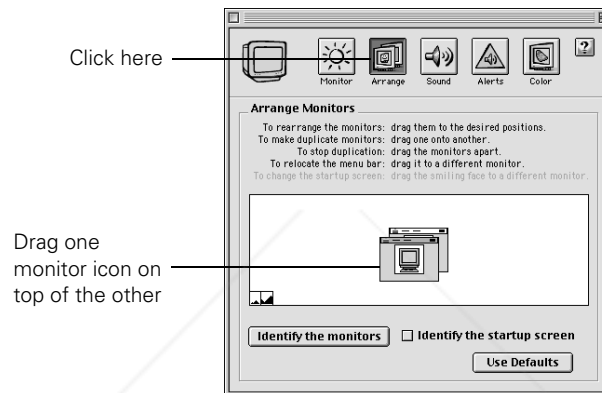 Click here
?
Monitor Arrange Sound Alerts Color
Arrange Monitors
To rearrange the monitors: drag them to the desired positions.
To make duplicate monitors: drag one onto another.
To stop duplication: drag the monitors apart.
To relocate the menu bar: drag it to a different monitor.
To change the startup screen: drag the smiling face to a different monitor.
Drag one
monitor icon on
top of the other
Identify the monitors
Identify the startup screen
Use Defaults